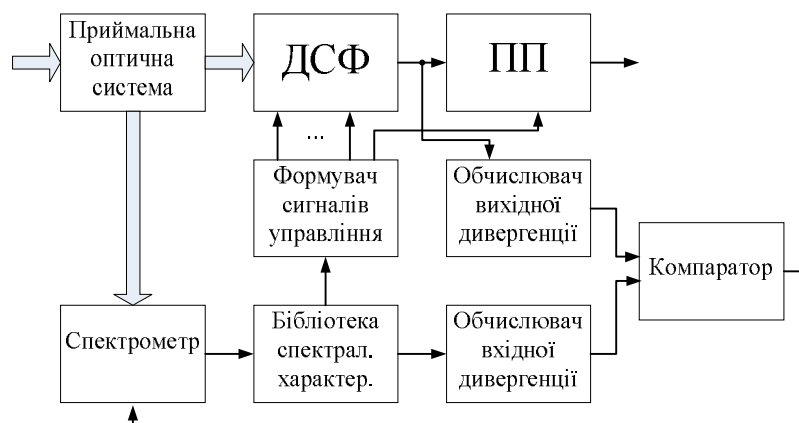 Приймальна
оптична
система
ДСФ
ПП
...
Формувач
сигналів
управління
Обчислювач
вихідної
дивергенції
Компаратор
Спектрометр
Бібліотека
спектрал.
характер.
Обчислювач
вхідної
дивергенції